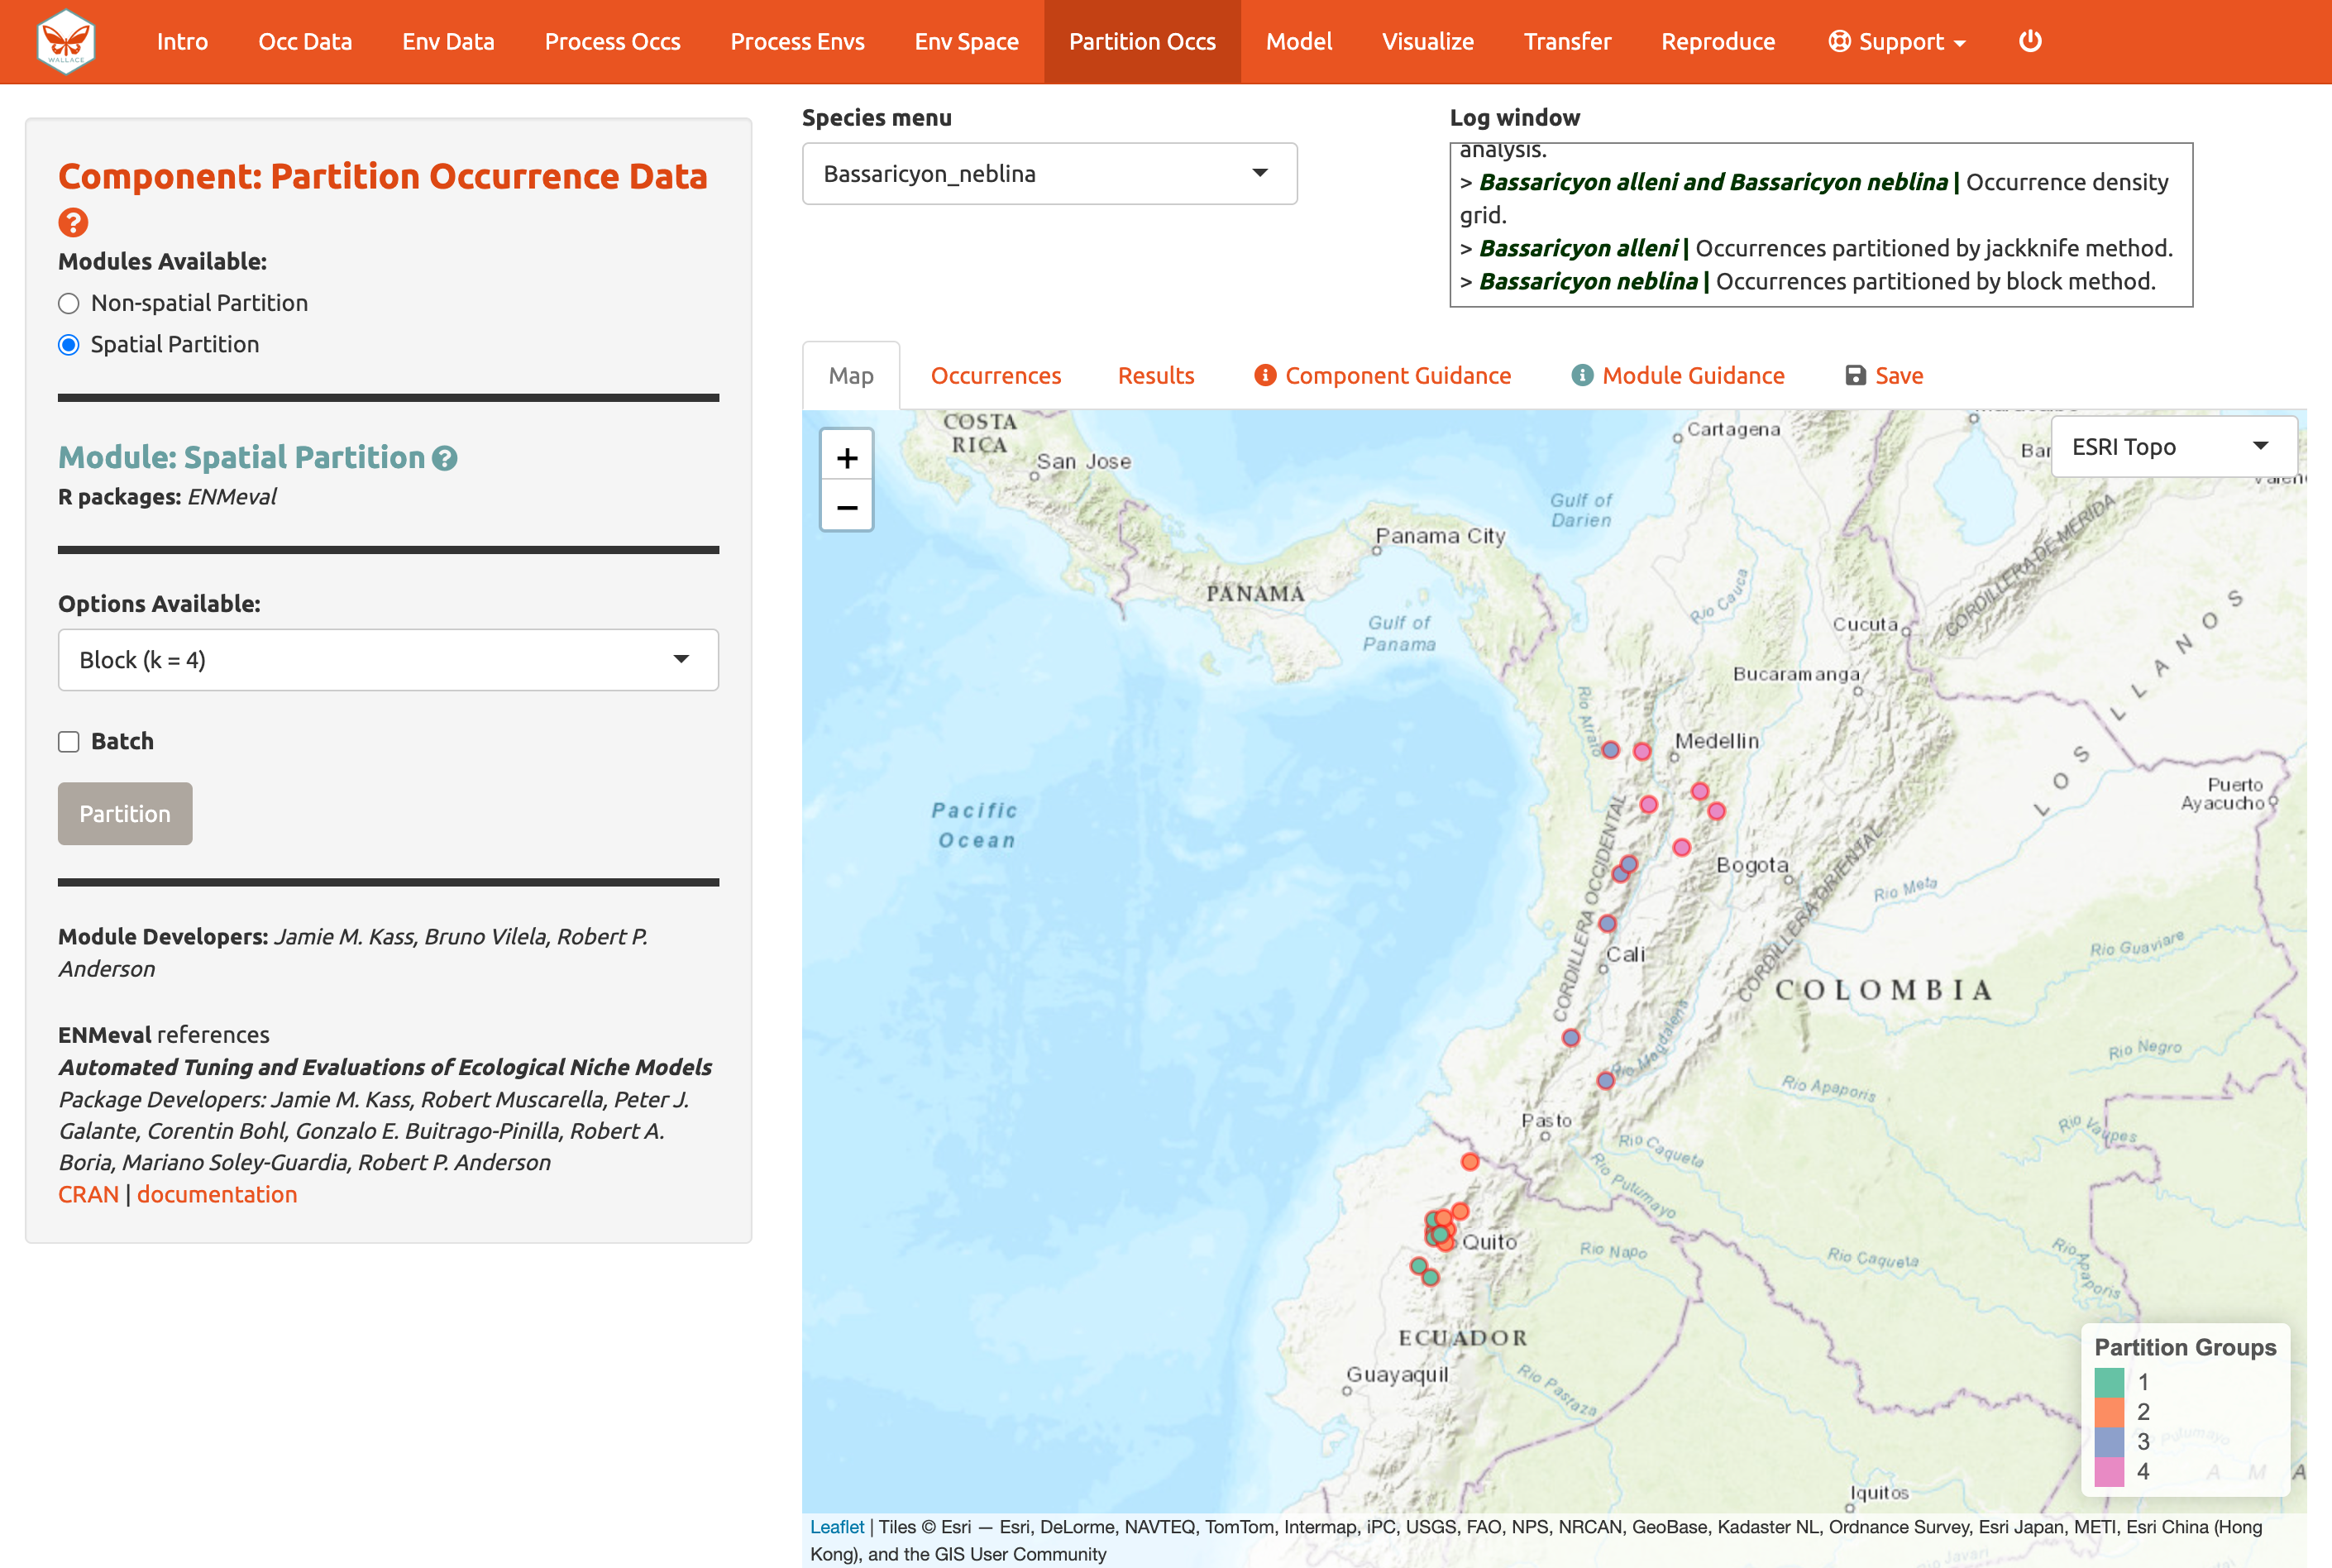 WALLACE
Intro
Occ Data
Env Data
Process Occs
Process Envs
Env Space
Partition Occs
Model
Visualize
Transfer
Reproduce
Support
Component: Partition Occurrence Data
Modules Available:
Non-spatial Partition
Spatial Partition
Module: Spatial Partition
R packages: ENMeval
Options Available:
Block (k = 4)
Batch
Partition
Module Developers: Jamie M. Kass, Bruno Vilela, Robert P.
Anderson
ENMeval references
Automated Tuning and Evaluations of Ecological Niche Models
Package Developers: Jamie M. Kass, Robert Muscarella, Peter J.
Galante, Corentin Bohl, Gonzalo E. Buitrago-Pinilla, Robert A.
Boria, Mariano Soley-Guardia, Robert P. Anderson
CRAN | documentation
Species menu
Bassaricyon_neblina
Log window
analysis.
> Bassaricyon alleni and Bassaricyon neblina | Occurrence density
grid.
> Bassaricyon alleni | Occurrences partitioned by jackknife method.
> Bassaricyon neblina | Occurrences partitioned by block method.
Map
Occurrences
Results
Component Guidance
Module Guidance
Save
+
−
ESRI Topo
COSTA
RICA
San Jose
Cartagena
Gulf of
Darien
Panama City
PANAMÁ
Gulf of
Panama
Rio Cauca
CORDILLERA DE MERIDA
Cucuta
LLANOS
Bucaramanga
Rio Atrato
Medellin
LOS
Puerto
Ayacucho
Pacific
Ocean
CORDILLERA OCCIDENTAL
Bogota
CORDILLERA ORIENTAL
Rio Meta
Cali
Rio Guaviare
COLOMBIA
Rio Magdalena
Rio Negro
Rio Apaporis
Pasto
Rio Caqueta
Rio Vaupes
Rio Putumayo
Quito
Rio Napo
Rio Caqueta
Rio Apaporis
ECUADOR
Guayaquil
Rio Pastaza
Partition Groups
1
2
3
4
Putumayo
A M A
Iquitos
Leaflet | Tiles © Esri — Esri, DeLorme, NAVTEQ, TomTom, Intermap, iPC, USGS, FAO, NPS, NRCAN, GeoBase, Kadaster NL, Ordnance Survey, Esri Japan, METI, Esri China (Hong
Kong), and the GIS User Community